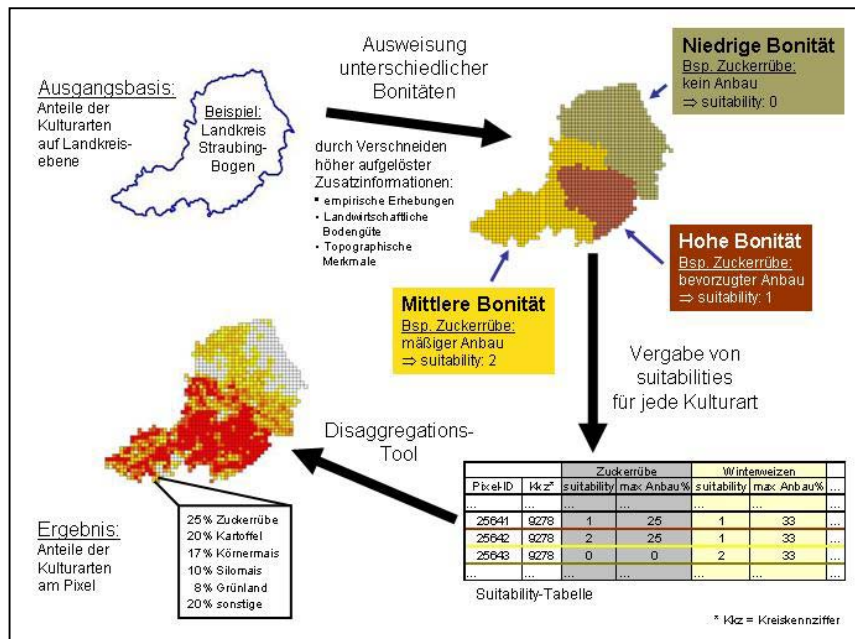 Ausgangsbasis:
Anteile der
Kulturarten
auf Landkreis-
ebene
Beispiel:
Landkreis
Straubing-
Bogen
Ausweisung
unterschiedlicher
Bonitäten
durch Verschneiden
höher aufgelöster
Zusatzinformationen:
▪ empirische Erhebungen
• Landwirtschaftliche
Bodengüte
• Topographische
Merkmale
Niedrige Bonität
Bsp. Zuckerrübe:
kein Anbau
⇒ suitability: 0
Hohe Bonität
Bsp. Zuckerrübe:
bevorzugter Anbau
⇒ suitability: 1
Mittlere Bonität
Bsp. Zuckerrübe:
mäßiger Anbau
⇒ suitability: 2
Vergabe von
suitabilities
für jede Kulturart
Zuckerrübe Winterweizen
Pixel-ID Kkz* suitability max Anbau% suitability max Anbau% ...
... ... ... ... ... ...
25641 9278 1 25 1 33 ...
25642 9278 2 25 1 33 ...
25643 9278 0 0 2 33 ...
... ... ... ... ... ... ...
Suitability-Tabelle
* Kkz = Kreiskennziffer
Disaggregations-
Tool
Ergebnis:
Anteile der
Kulturarten
am Pixel
25% Zuckerrübe
20% Kartoffel
17% Körnermais
10% Silomais
8% Grünland
20% sonstige